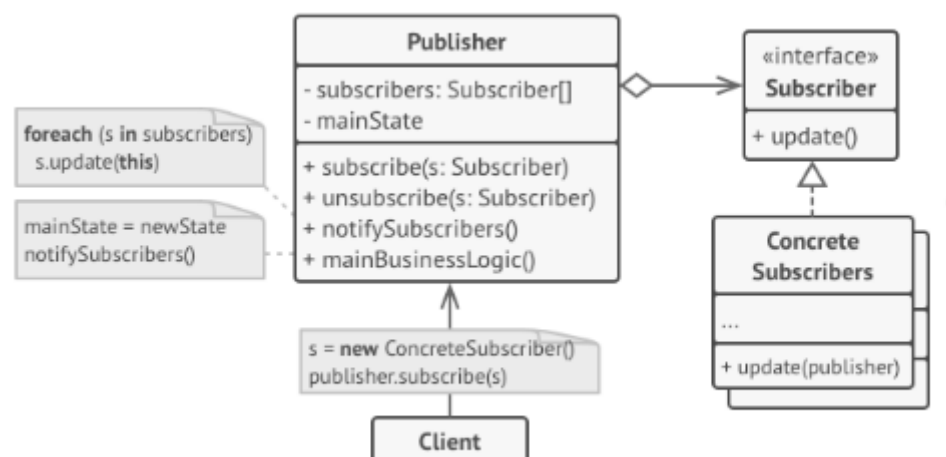 Publisher
- subscribers: Subscriber[]
- mainState
+ subscribe(s: Subscriber)
+ unsubscribe(s: Subscriber)
+ notifySubscribers()
+ mainBusinessLogic()
foreach (s in subscribers)
s.update(this)
mainState = newState
notifySubscribers()
«interface»
Subscriber
+ update()
Concrete
Subscribers
...
+ update(publisher)
s = new ConcreteSubscriber()
publisher.subscribe(s)
Client